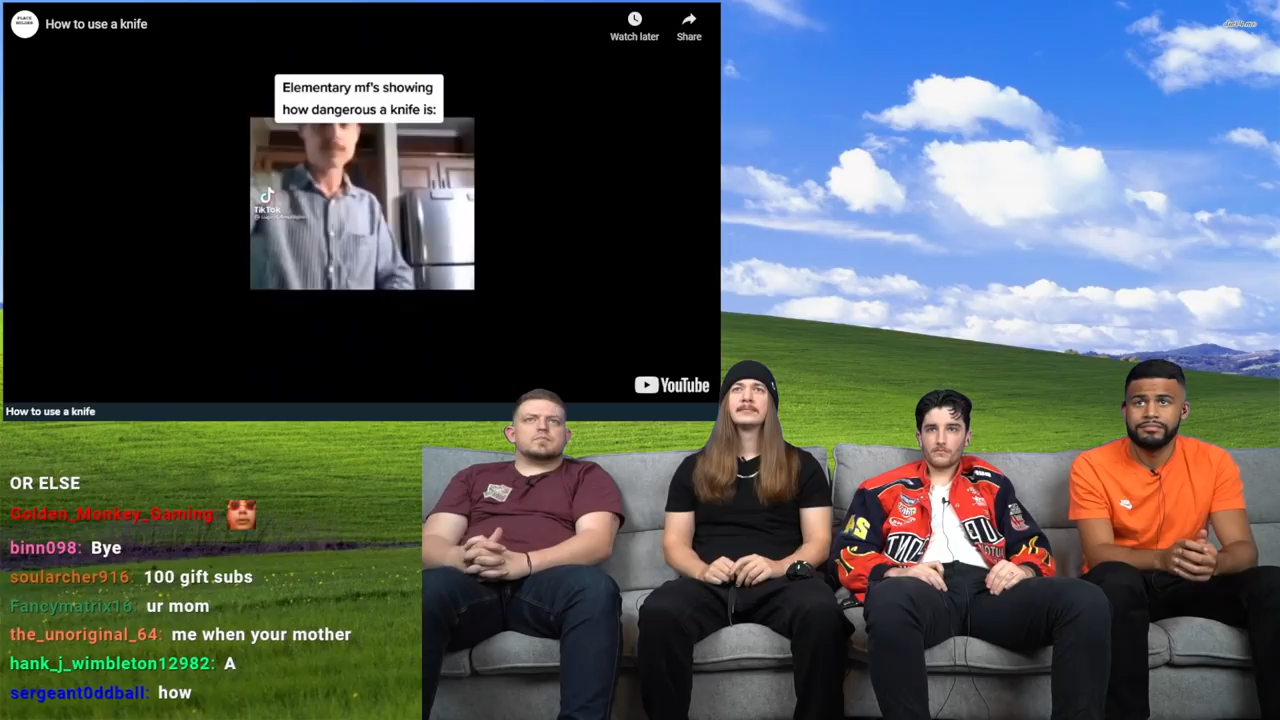 How to use a knife
Watch later
Share
Elementary mf's showing
how dangerous a knife is:
TikTok
YouTube
How to use a knife
OR ELSE
Golden_Monkey_Gaming
binn098: Bye
soularcher916: 100 gift subs
Fancymatrix16: ur mom
the_unoriginal_64: me when your mother
hank_j_wimbleton12982: A
sergeant0ddball: how